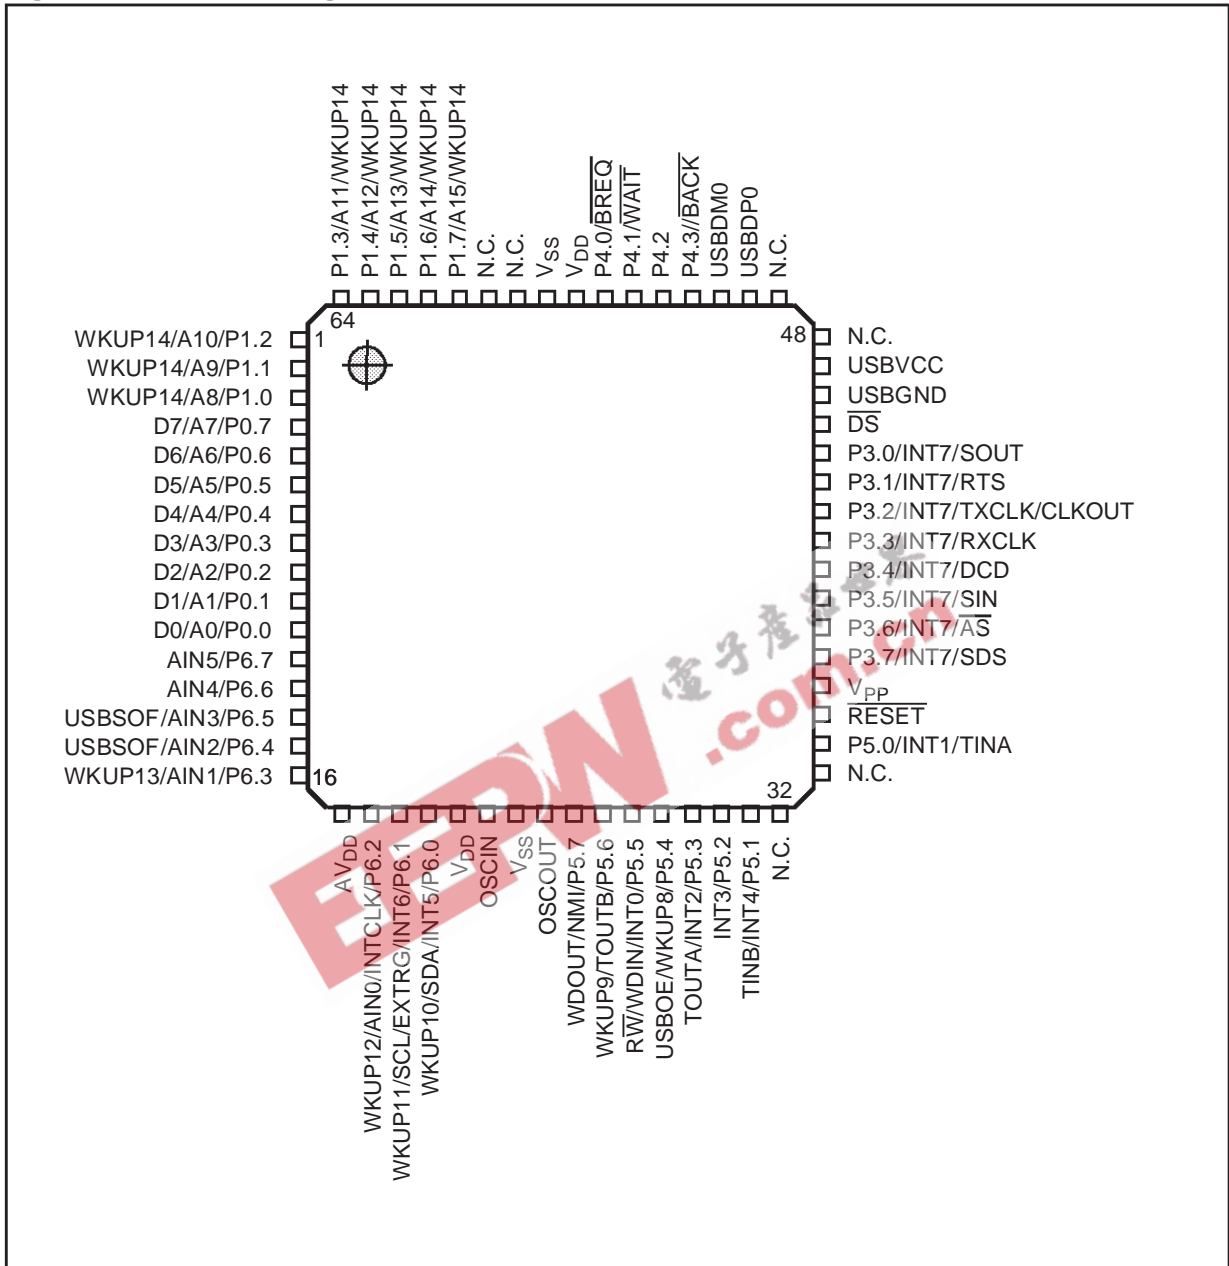 P1.3/A11/WKUP14
P1.4/A12/WKUP14
P1.5/A13/WKUP14
P1.6/A14/WKUP14
P1.7/A15/WKUP14
N.C.
N.C.
VSS
VDD
P4.0/BREQ
P4.1/WAIT
P4.2
P4.3//BACK
USBDM0
USBDP0
N.C.
64
1
48
16
32
WKUP14/A10/P1.2
WKUP14/A9/P1.1
WKUP14/A8/P1.0
D7/A7/P0.7
D6/A6/P0.6
D5/A5/P0.5
D4/A4/P0.4
D3/A3/P0.3
D2/A2/P0.2
D1/A1/P0.1
D0/A0/P0.0
AIN5/P6.7
AIN4/P6.6
USBSOF/AIN3/P6.5
USBSOF/AIN2/P6.4
WKUP13/AIN1/P6.3
N.C.
USBVCC
USBGND
DS
P3.0/INT7/SOUT
P3.1/INT7/RTS
P3.2/INT7/TXCLK/CLKOUT
P3.3/INT7/RXCLK
P3.4/INT7/DCD
P3.5/INT7/SIN
P3.6/INT7/AS
P3.7/INT7/SDS
VPP
RESET
P5.0/INT1/TINA
N.C.
AVDD
WKUP12/AIN0/INTCLK/P6.2
WKUP11/SCL/EXTRG/INT6/P6.1
WKUP10/SDA/INT5/P6.0
VDD
OSCIN
VSS
OSCOUT
WDOUT/NMI/P5.7
WKUP9/TOUTB/P5.6
RW/WDIN/INT0/P5.5
USBOE/WKUP8/P5.4
TOUTA/INT2/P5.3
INT3/P5.2
TINB/INT4/P5.1
N.C.
EEPW
.com.cn
電子產品世界